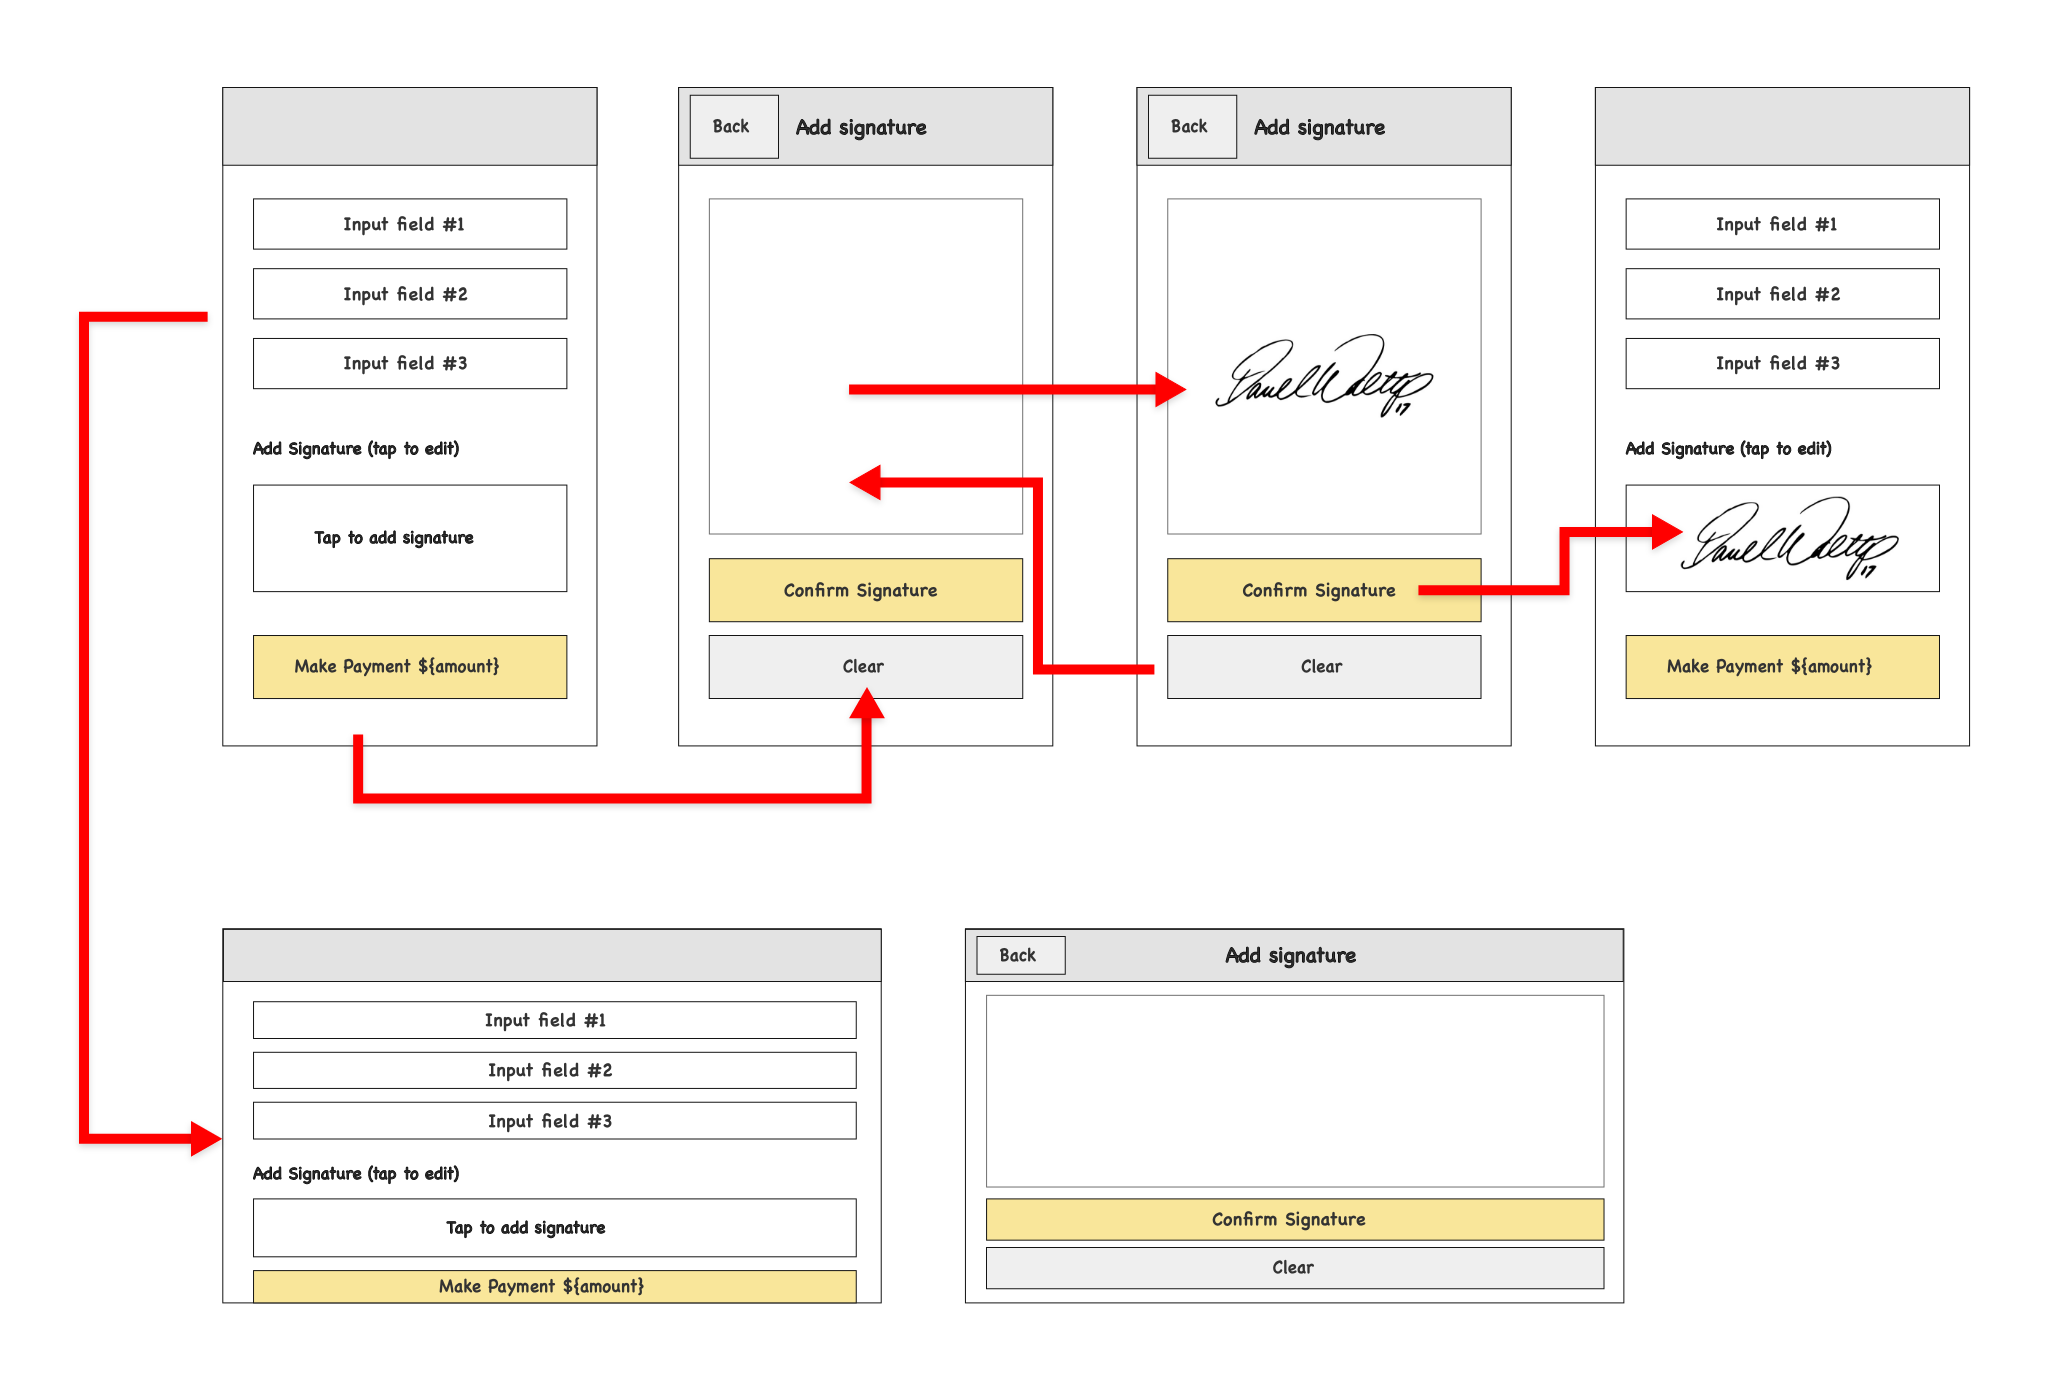 Input field #1
Input field #2
Input field #3
Add Signature (tap to edit)
Tap to add signature
Make Payment ${amount}
Back
Add signature
Confirm Signature
Clear
Back
Add signature
17
Confirm Signature
Clear
Input field #1
Input field #2
Input field #3
Add Signature (tap to edit)
17
Make Payment ${amount}
Input field #1
Input field #2
Input field #3
Add Signature (tap to edit)
Tap to add signature
Make Payment ${amount}
Back
Add signature
Confirm Signature
Clear